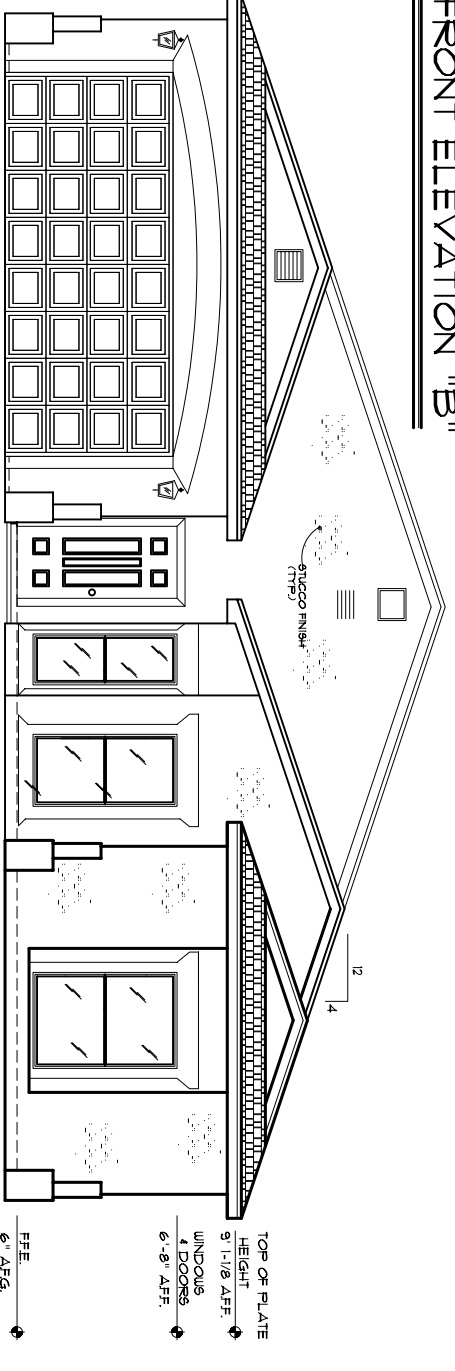 FRONT ELEVATION "B"
STUCCO FINISH
(TYP.)
12
4
TOP OF PLATE
HEIGHT
9' 1-1/8 A.F.F.
WINDOWS
& DOORS
6'-8" A.F.F.
F.F.E.
6" A.F.G.